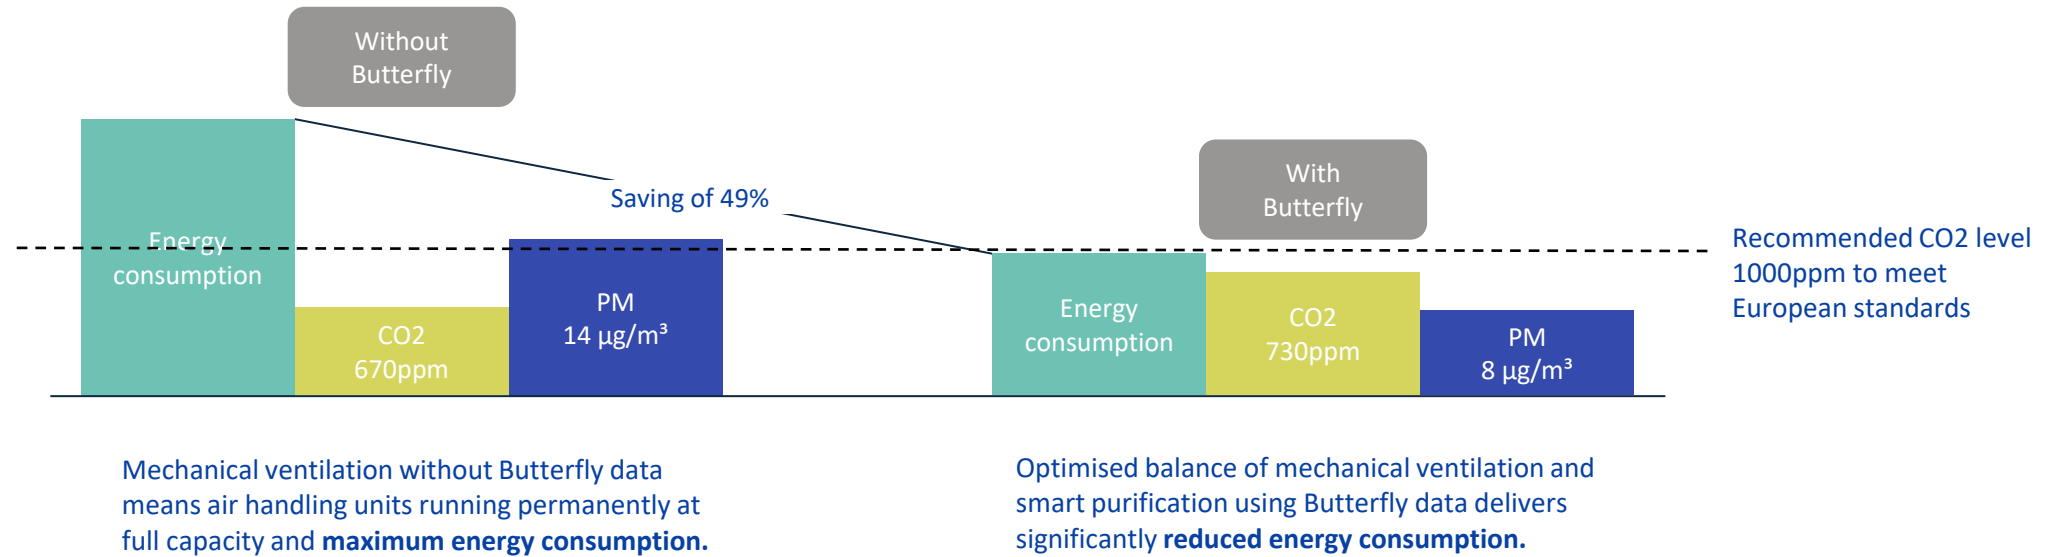 Without
Butterfly
Energy
consumption
CO2
670ppm
PM
14 µg/m³
Saving of 49%
With
Butterfly
Energy
consumption
CO2
730ppm
PM
8 µg/m³
Recommended CO2 level
1000ppm to meet
European standards
Mechanical ventilation without Butterfly data
means air handling units running permanently at
full capacity and maximum energy consumption.
Optimised balance of mechanical ventilation and
smart purification using Butterfly data delivers
significantly reduced energy consumption.